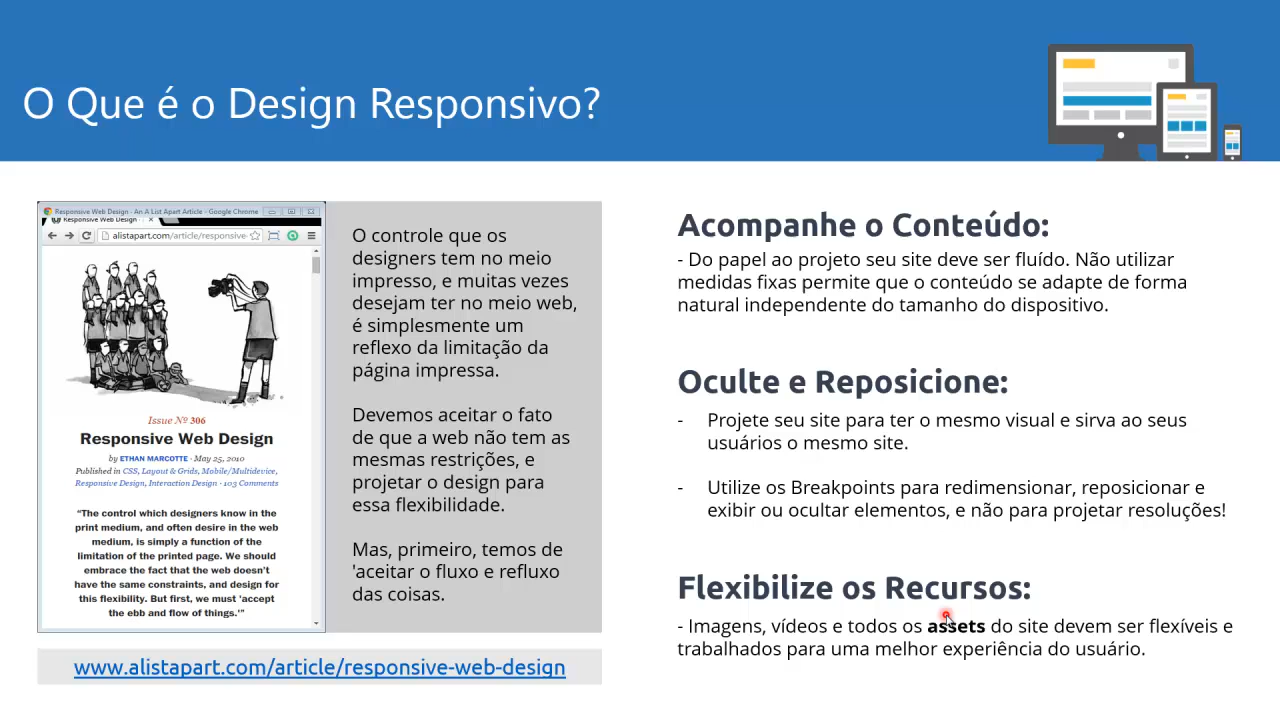 O Que é o Design Responsivo?
Responsive Web Design - An A List Apart Article - Google Chrome
Responsive Web Design
alistapart.com/article/responsive-
Issue Nº 306
Responsive Web Design
by ETHAN MARCOTTE · May 25, 2010
Published in CSS, Layout & Grids, Mobile/Multidevice,
Responsive Design, Interaction Design · 103 Comments
“The control which designers know in the
print medium, and often desire in the web
medium, is simply a function of the
limitation of the printed page. We should
embrace the fact that the web doesn’t
have the same constraints, and design for
this flexibility. But first, we must ‘accept
the ebb and flow of things.’”
O controle que os
designers tem no meio
impresso, e muitas vezes
desejam ter no meio web,
é simplesmente um
reflexo da limitação da
página impressa.
Devemos aceitar o fato
de que a web não tem as
mesmas restrições, e
projetar o design para
essa flexibilidade.
Mas, primeiro, temos de
'aceitar o fluxo e refluxo
das coisas.
www.alistapart.com/article/responsive-web-design
Acompanhe o Conteúdo:
- Do papel ao projeto seu site deve ser fluído. Não utilizar
medidas fixas permite que o conteúdo se adapte de forma
natural independente do tamanho do dispositivo.
Oculte e Reposicione:
- Projete seu site para ter o mesmo visual e sirva ao seus
usuários o mesmo site.
- Utilize os Breakpoints para redimensionar, reposicionar e
exibir ou ocultar elementos, e não para projetar resoluções!
Flexibilize os Recursos:
- Imagens, vídeos e todos os assets do site devem ser flexíveis e
trabalhados para uma melhor experiência do usuário.